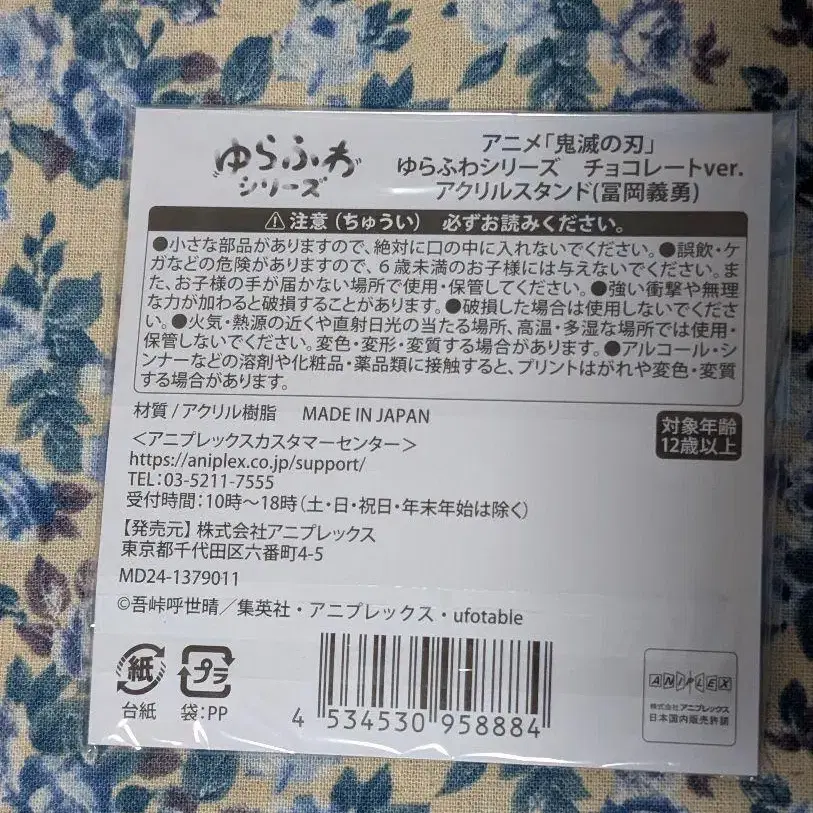 ゆらふわ
シリーズ
アニメ「鬼滅の刃」
ゆらふわシリーズ　チョコレートver.
アクリルスタンド(冨岡義勇)
⚠注意（ちゅうい）　必ずお読みください。
●小さな部品がありますので、絶対に口の中に入れないでください。●誤飲・ケ
ガなどの危険がありますので、6歳未満のお子様には与えないでください。ま
た、お子様の手が届かない場所で使用・保管してください。●強い衝撃や無理
な力が加わると破損することがあります。●破損した場合は使用しないでくださ
い。●火気・熱源の近くや直射日光の当たる場所、高温・多湿な場所では使用・
保管しないでください。変色・変形・変質する場合があります。●アルコール・シ
ンナーなどの溶剤や化粧品・薬品類に接触すると、プリントはがれや変色・変質
する場合があります。
材質/アクリル樹脂　MADE IN JAPAN
対象年齢
12歳以上
＜アニプレックスカスタマーセンター＞
https://aniplex.co.jp/support/
TEL:03-5211-7555
受付時間:10時～18時(土・日・祝日・年末年始は除く)
【発売元】株式会社アニプレックス
東京都千代田区六番町4-5
MD24-1379011
©吾峠呼世晴／集英社・アニプレックス・ufotable
紙
台紙
プラ
袋:PP
4 534530 958884
ANIPLEX
株式会社アニプレックス
日本国内販売許諾